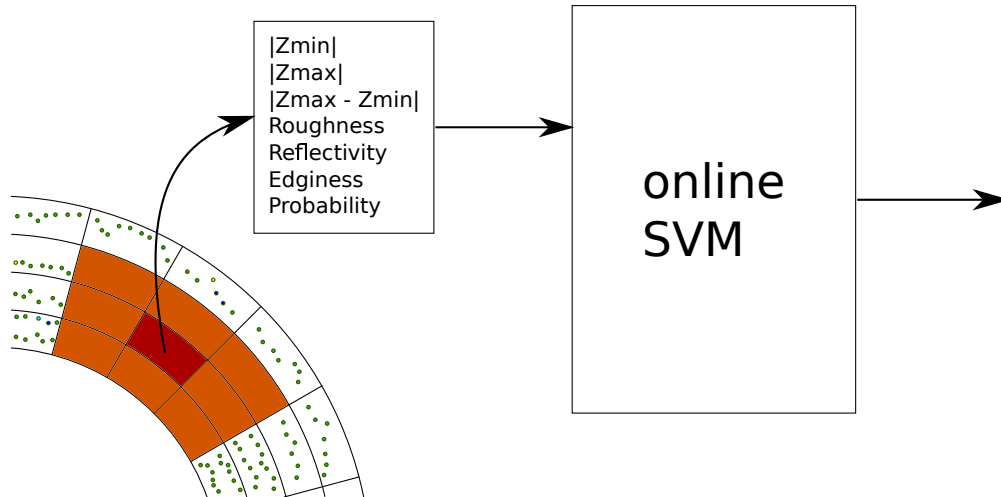 |Zmin|
|Zmax|
|Zmax - Zmin|
Roughness
Reflectivity
Edginess
Probability
online
SVM